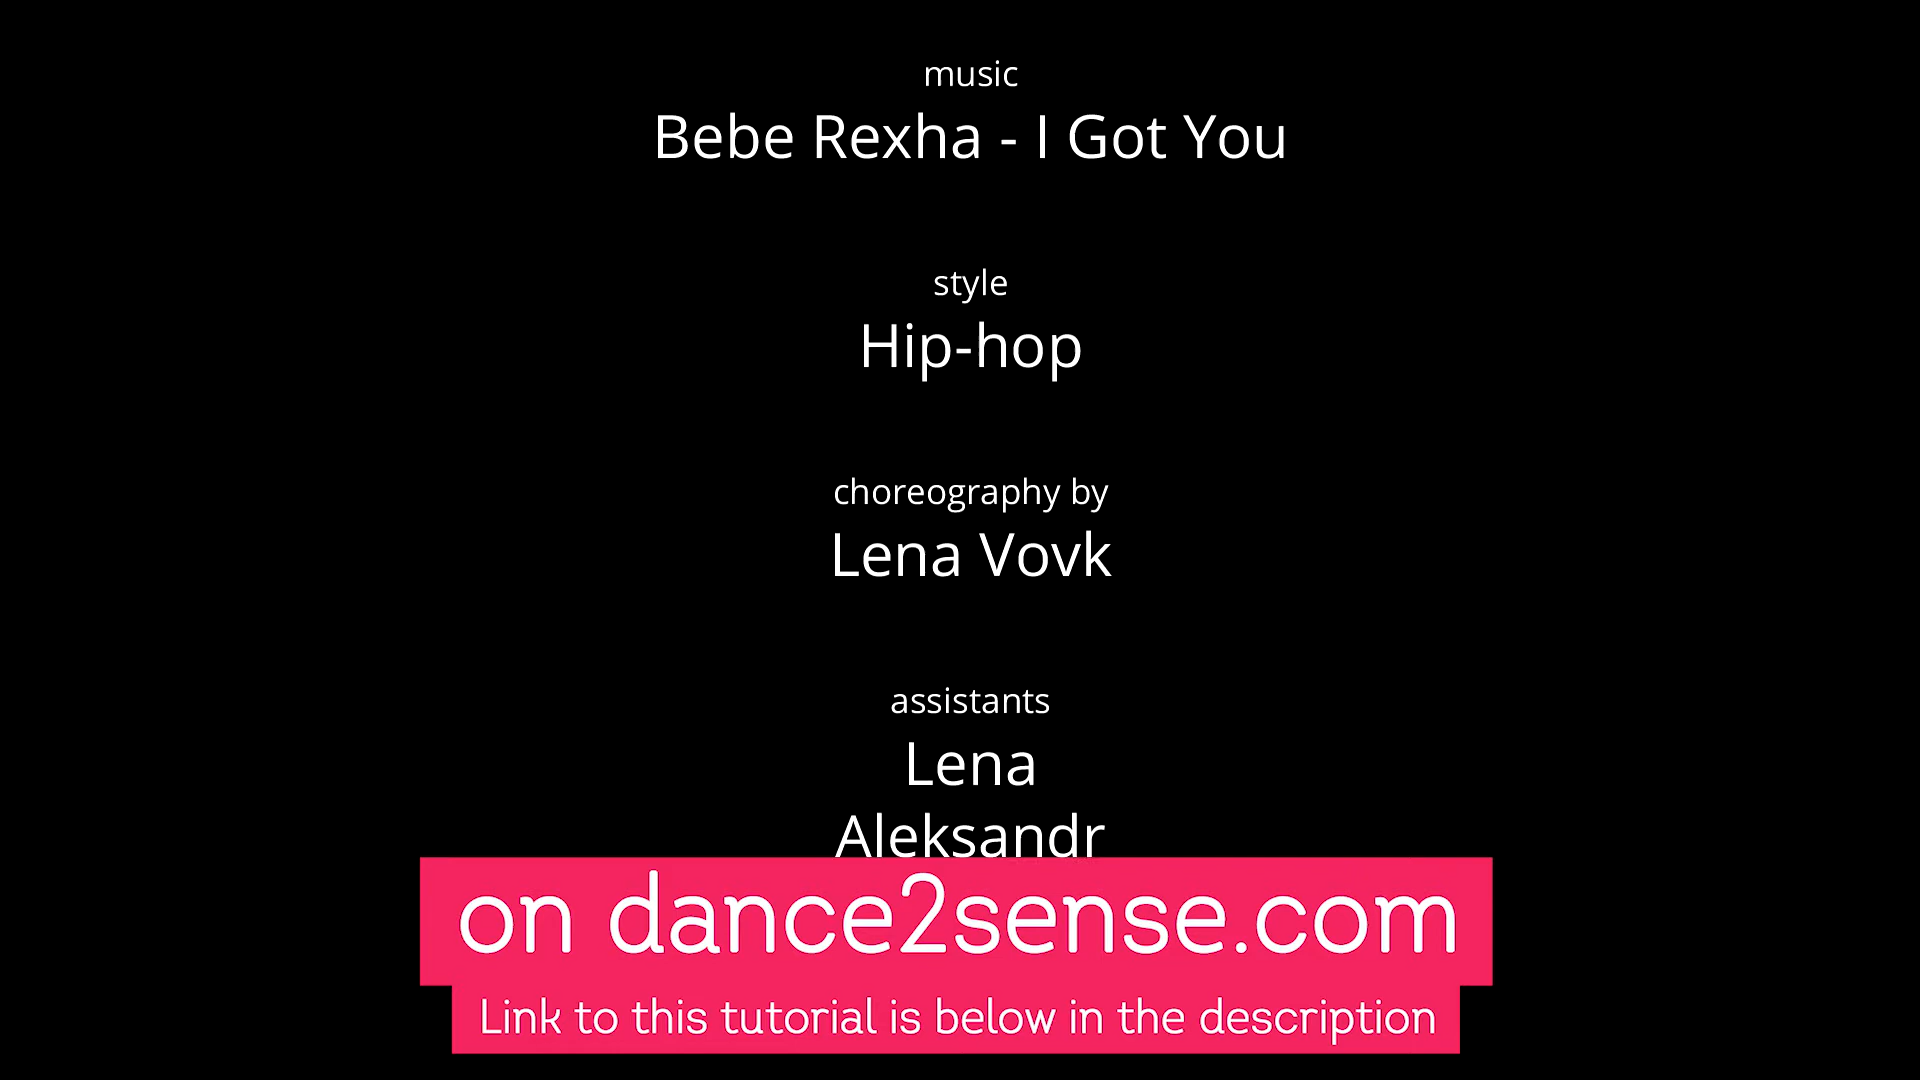 music
Bebe Rexha - I Got You
style
Hip-hop
choreography by
Lena Vovk
assistants
Lena
Aleksandr
on dance2sense.com
Link to this tutorial is below in the description